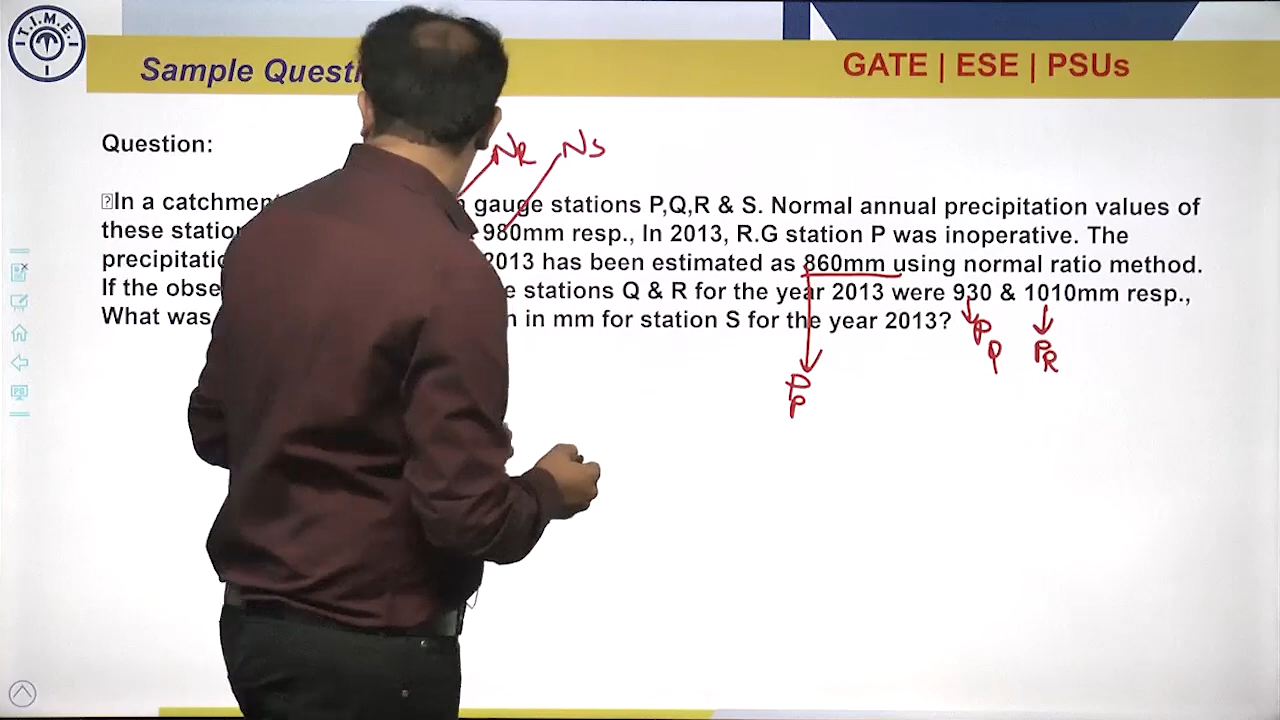 T.I.M.E.
Sample Questi
GATE | ESE | PSUs
Question:
NR NS
In a catchment gauge stations P,Q,R & S. Normal annual precipitation values of
these station 980mm resp., In 2013, R.G station P was inoperative. The
precipitatio 2013 has been estimated as 860mm using normal ratio method.
If the obse stations Q & R for the year 2013 were 930 & 1010mm resp.,
What was in mm for station S for the year 2013?
PQ PR
PP